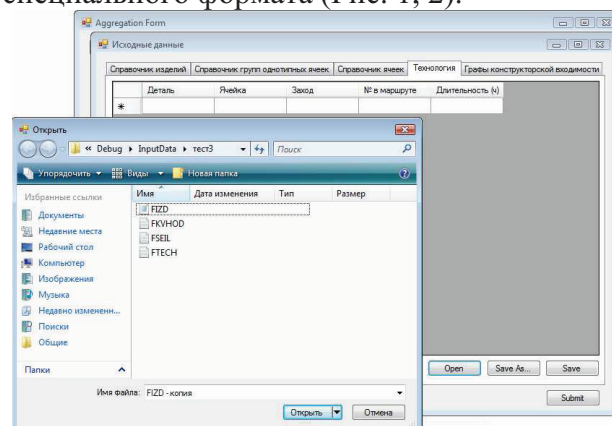 специального формата (Рис. 1, 2).
Aggregation Form
Исходные данные
Справочник изделий Справочник групп однотипных ячеек Справочник ячеек Технология Графы конструкторской входимости
Деталь Ячейка Заход № в маршруте Длительность (ч)
*
Открыть
« Debug ▸ InputData ▸ тест3 Поиск
Упорядочить Виды Новая папка
Избранные ссылки
Документы
Недавние места
Рабочий стол
Компьютер
Изображения
Музыка
Недавно измененн...
Поиски
Общие
Папки
Имя Дата изменения Тип Размер
FIZD
FKVHOD
FSEIL
FTECH
Open Save As... Save
Имя файла: FIZD - копия
Submit
Открыть Отмена